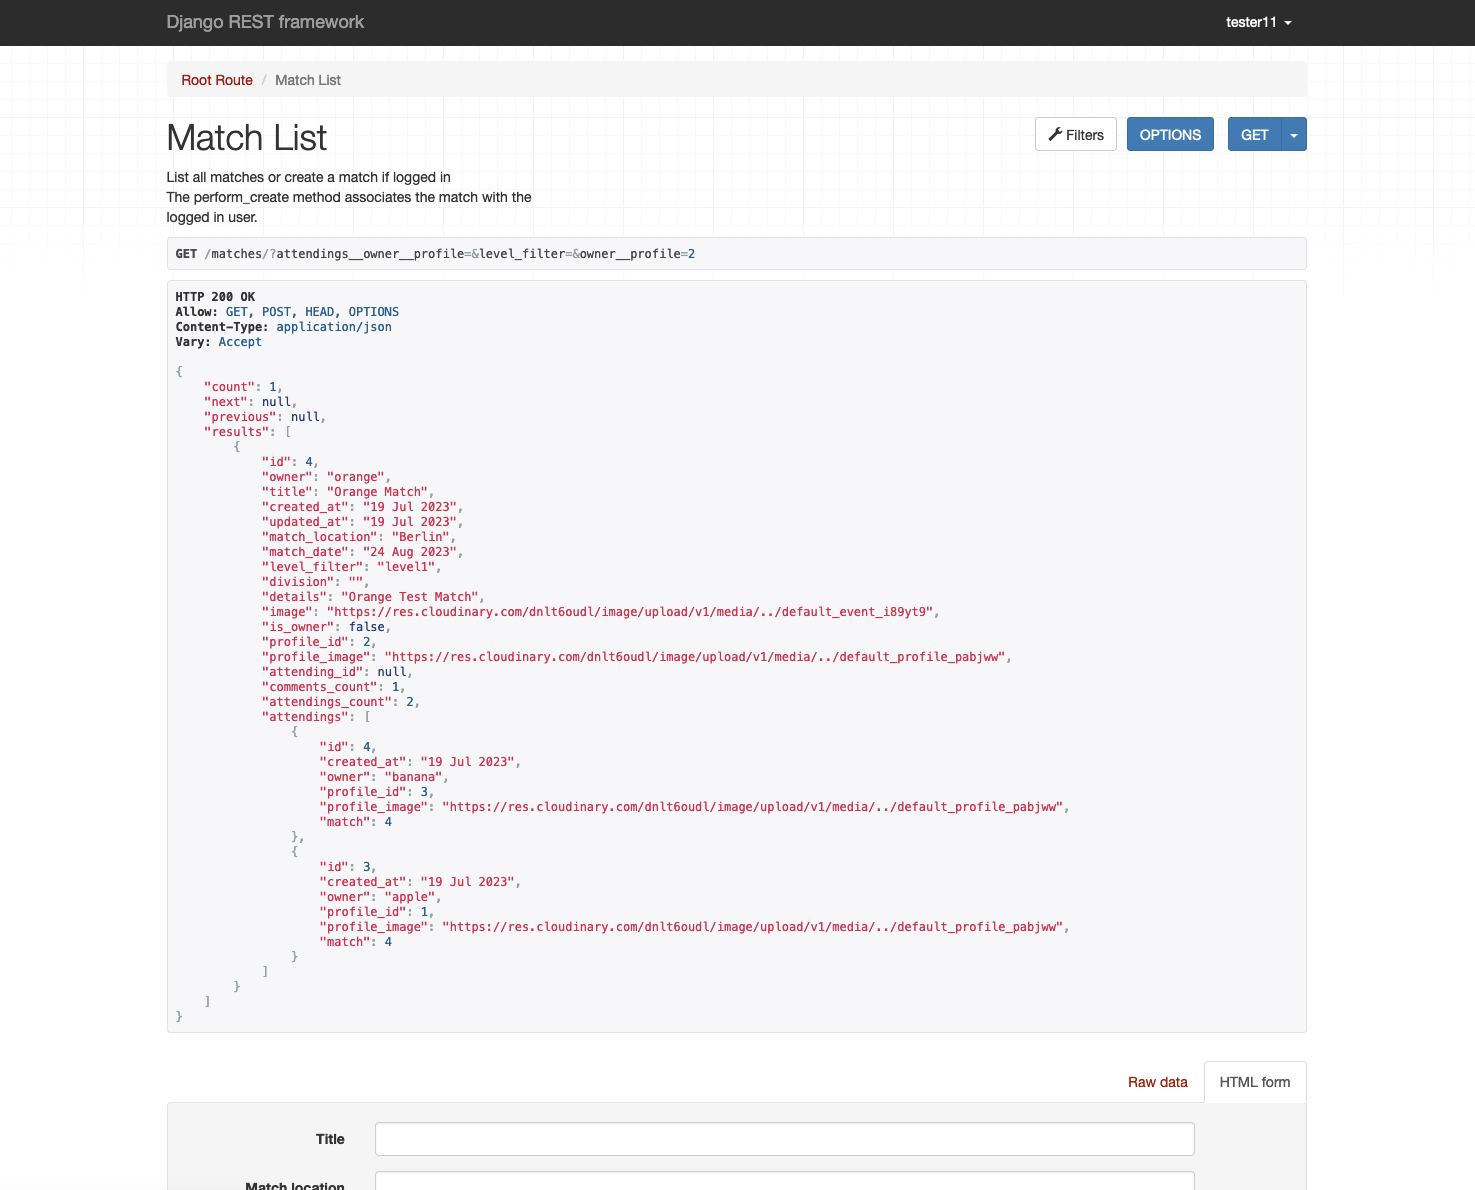 Django REST framework
tester11
Root Route / Match List
Match List
Filters
OPTIONS
GET
List all matches or create a match if logged in
The perform_create method associates the match with the
logged in user.
GET /matches/?attendings__owner__profile=&level_filter=&owner__profile=2
HTTP 200 OK
Allow: GET, POST, HEAD, OPTIONS
Content-Type: application/json
Vary: Accept
{
    "count": 1,
    "next": null,
    "previous": null,
    "results": [
        {
            "id": 4,
            "owner": "orange",
            "title": "Orange Match",
            "created_at": "19 Jul 2023",
            "updated_at": "19 Jul 2023",
            "match_location": "Berlin",
            "match_date": "24 Aug 2023",
            "level_filter": "level1",
            "division": "",
            "details": "Orange Test Match",
            "image": "https://res.cloudinary.com/dnlt6oudl/image/upload/v1/media/../default_event_i89yt9",
            "is_owner": false,
            "profile_id": 2,
            "profile_image": "https://res.cloudinary.com/dnlt6oudl/image/upload/v1/media/../default_profile_pabjww",
            "attending_id": null,
            "comments_count": 1,
            "attendings_count": 2,
            "attendings": [
                {
                    "id": 4,
                    "created_at": "19 Jul 2023",
                    "owner": "banana",
                    "profile_id": 3,
                    "profile_image": "https://res.cloudinary.com/dnlt6oudl/image/upload/v1/media/../default_profile_pabjww",
                    "match": 4
                },
                {
                    "id": 3,
                    "created_at": "19 Jul 2023",
                    "owner": "apple",
                    "profile_id": 1,
                    "profile_image": "https://res.cloudinary.com/dnlt6oudl/image/upload/v1/media/../default_profile_pabjww",
                    "match": 4
                }
            ]
        }
    ]
}
Raw data
HTML form
Title
Match location